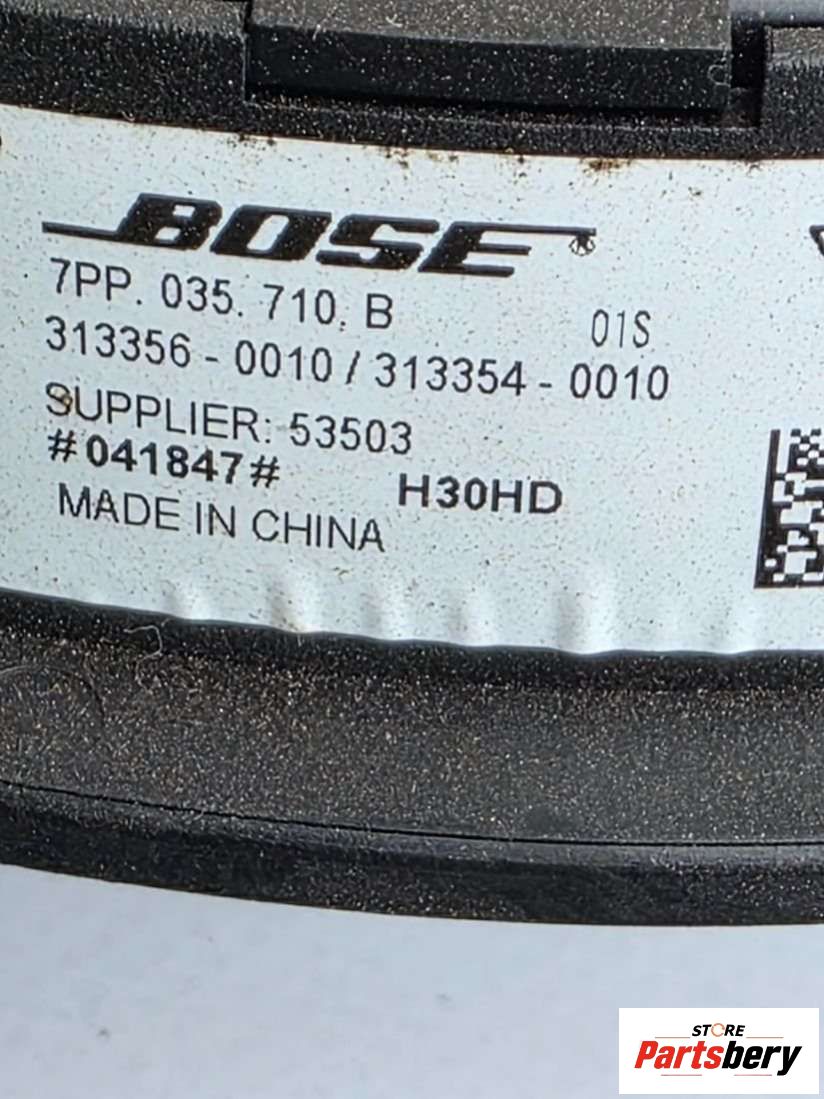 BOSE
7PP. 035. 710. B 01S
313356 - 0010 / 313354 - 0010
SUPPLIER: 53503
#041847# H30HD
MADE IN CHINA
STORE
Partsbery